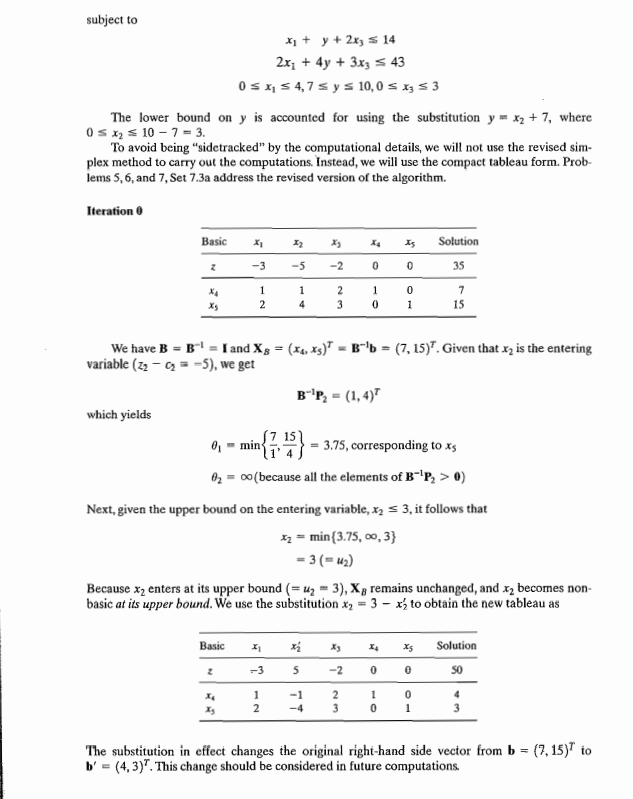 subject to
x₁ + y + 2x₃ ≤ 14
2x₁ + 4y + 3x₃ ≤ 43
0 ≤ x₁ ≤ 4, 7 ≤ y ≤ 10, 0 ≤ x₃ ≤ 3
The lower bound on y is accounted for using the substitution y = x₂ + 7, where
0 ≤ x₂ ≤ 10 − 7 = 3.
To avoid being “sidetracked” by the computational details, we will not use the revised sim-
plex method to carry out the computations. Instead, we will use the compact tableau form. Prob-
lems 5, 6, and 7, Set 7.3a address the revised version of the algorithm.
Iteration 0
Basic x₁ x₂ x₃ x₄ x₅ Solution
z −3 −5 −2 0 0 35
x₄ 1 1 2 1 0 7
x₅ 2 4 3 0 1 15
We have B = B⁻¹ = I and X_B = (x₄, x₅)ᵀ = B⁻¹b = (7, 15)ᵀ. Given that x₂ is the entering
variable (z₂ − c₂ = −5), we get
B⁻¹P₂ = (1, 4)ᵀ
which yields
θ₁ = min{7/1, 15/4} = 3.75, corresponding to x₅
θ₂ = ∞ (because all the elements of B⁻¹P₂ > 0)
Next, given the upper bound on the entering variable, x₂ ≤ 3, it follows that
x₂ = min{3.75, ∞, 3}
= 3 (= u₂)
Because x₂ enters at its upper bound (= u₂ = 3), X_B remains unchanged, and x₂ becomes non-
basic at its upper bound. We use the substitution x₂ = 3 − x₂′ to obtain the new tableau as
Basic x₁ x₂′ x₃ x₄ x₅ Solution
z −3 5 −2 0 0 50
x₄ 1 −1 2 1 0 4
x₅ 2 −4 3 0 1 3
The substitution in effect changes the original right-hand side vector from b = (7, 15)ᵀ to
b′ = (4, 3)ᵀ. This change should be considered in future computations.